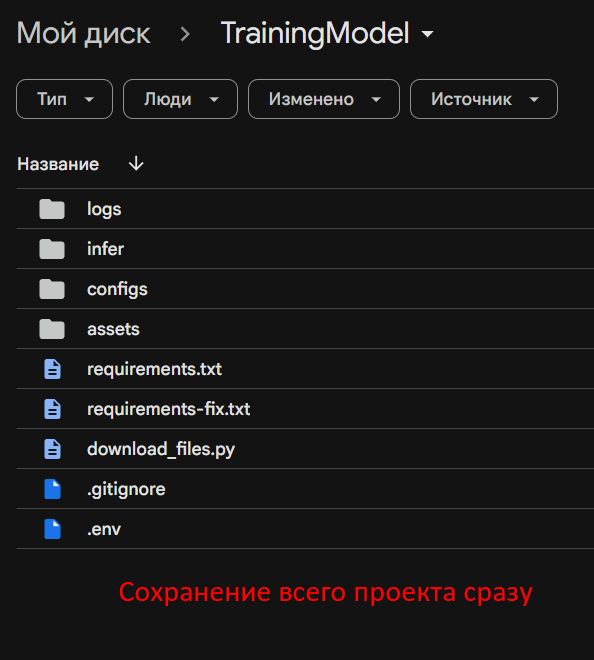 Мой диск > TrainingModel
Тип Люди Изменено Источник
Название
logs
infer
configs
assets
requirements.txt
requirements-fix.txt
download_files.py
.gitignore
.env
Сохранение всего проекта сразу